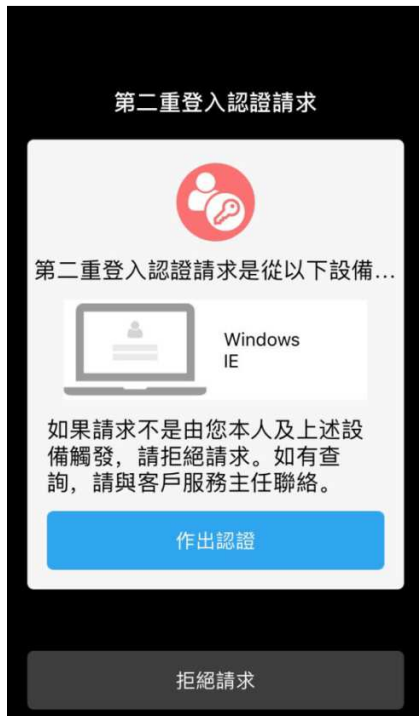 第二重登入認證請求
第二重登入認證請求是從以下設備...
Windows
IE
如果請求不是由您本人及上述設
備觸發，請拒絕請求。如有查
詢，請與客戶服務主任聯絡。
作出認證
拒絕請求